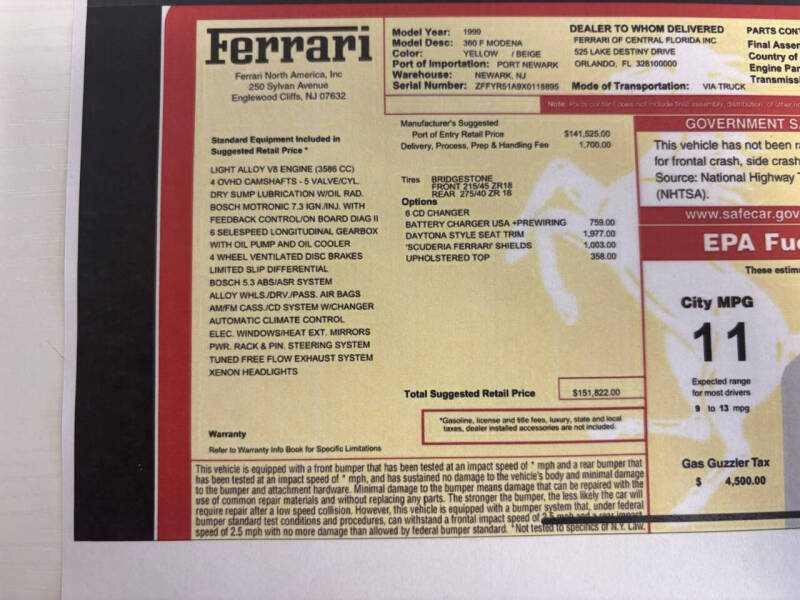 Ferrari
Ferrari North America, Inc
250 Sylvan Avenue
Englewood Cliffs, NJ 07632
Model Year: 1999
Model Desc: 360 F MODENA
Color: YELLOW / BEIGE
Port of Importation: PORT NEWARK
Warehouse: NEWARK, NJ
Serial Number: ZFFYR51A9X0116895
DEALER TO WHOM DELIVERED
FERRARI OF CENTRAL FLORIDA INC
525 LAKE DESTINY DRIVE
ORLANDO, FL 328100000
Mode of Transportation: VIA TRUCK
PARTS CON
Final Asse
Country of
Engine Par
Transmiss
Note: Parts content does not include final assembly, distribution, or other
Standard Equipment Included in
Suggested Retail Price *
LIGHT ALLOY V8 ENGINE (3586 CC)
4 OVHD CAMSHAFTS - 5 VALVE/CYL.
DRY SUMP LUBRICATION W/OIL RAD.
BOSCH MOTRONIC 7.3 IGN./INJ. WITH
FEEDBACK CONTROL/ON BOARD DIAG II
6 SELESPEED LONGITUDINAL GEARBOX
WITH OIL PUMP AND OIL COOLER
4 WHEEL VENTILATED DISC BRAKES
LIMITED SLIP DIFFERENTIAL
BOSCH 5.3 ABS/ASR SYSTEM
ALLOY WHLS./DRV./PASS. AIR BAGS
AM/FM CASS./CD SYSTEM W/CHANGER
AUTOMATIC CLIMATE CONTROL
ELEC. WINDOWS/HEAT EXT. MIRRORS
PWR. RACK & PIN. STEERING SYSTEM
TUNED FREE FLOW EXHAUST SYSTEM
XENON HEADLIGHTS
Warranty
Refer to Warranty Info Book for Specific Limitations
Manufacturer's Suggested
Port of Entry Retail Price $141,525.00
Delivery, Process, Prep & Handling Fee 1,700.00
Tires BRIDGESTONE
FRONT 215/45 ZR18
REAR 275/40 ZR 18
Options
6 CD CHANGER
BATTERY CHARGER USA +PREWIRING 759.00
DAYTONA STYLE SEAT TRIM 1,977.00
'SCUDERIA FERRARI' SHIELDS 1,003.00
UPHOLSTERED TOP 358.00
Total Suggested Retail Price $151,822.00
*Gasoline, license and title fees, luxury, state and local
taxes, dealer installed accessories are not included.
GOVERNMENT S
This vehicle has not been r
for frontal crash, side crash
Source: National Highway T
(NHTSA).
www.safecar.gov
EPA Fu
These estim
City MPG
11
Expected range
for most drivers
9 to 13 mpg
Gas Guzzler Tax
$ 4,500.00
This vehicle is equipped with a front bumper that has been tested at an impact speed of * mph and a rear bumper that
has been tested at an impact speed of * mph, and has sustained no damage to the vehicle's body and minimal damage
to the bumper and attachment hardware. Minimal damage to the bumper means damage that can be repaired with the
use of common repair materials and without replacing any parts. The stronger the bumper, the less likely the car will
require repair after a low speed collision. However, this vehicle is equipped with a bumper system that, under federal
bumper standard test conditions and procedures, can withstand a frontal impact speed of 2.5 mph and a rear impact
speed of 2.5 mph with no more damage than allowed by federal bumper standard. *Not tested to specifics of N.Y. Law.